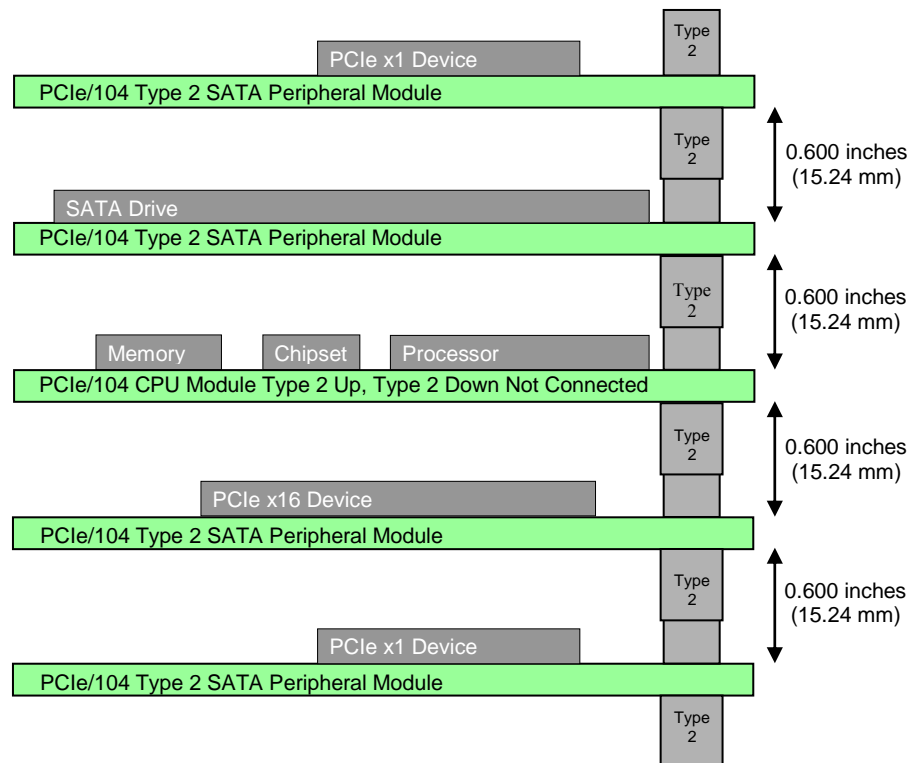 Type
2
PCIe x1 Device
PCIe/104 Type 2 SATA Peripheral Module
Type
2
0.600 inches
(15.24 mm)
SATA Drive
PCIe/104 Type 2 SATA Peripheral Module
Type
2
0.600 inches
(15.24 mm)
Memory
Chipset
Processor
PCIe/104 CPU Module Type 2 Up, Type 2 Down Not Connected
Type
2
0.600 inches
(15.24 mm)
PCIe x16 Device
PCIe/104 Type 2 SATA Peripheral Module
Type
2
0.600 inches
(15.24 mm)
PCIe x1 Device
PCIe/104 Type 2 SATA Peripheral Module
Type
2